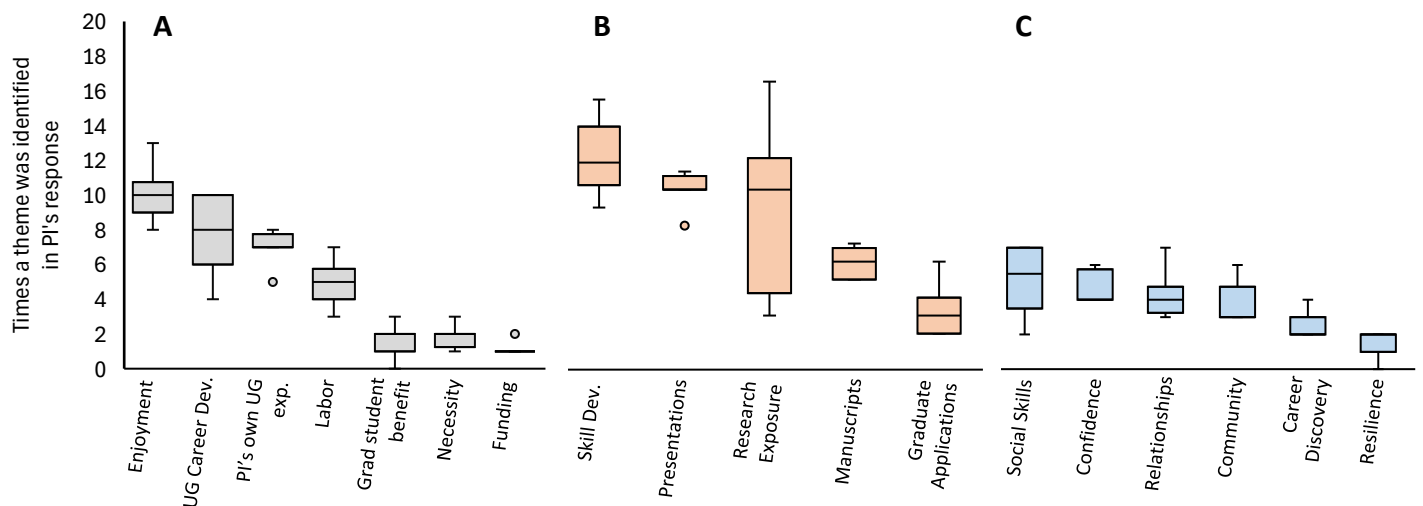 A
B
C
Times a theme was identified
in PI's response
20
18
16
14
12
10
8
6
4
2
0
Enjoyment
UG Career Dev.
PI's own UG
exp.
Labor
Grad student
benefit
Necessity
Funding
Skill Dev.
Presentations
Research
Exposure
Manuscripts
Graduate
Applications
Social Skills
Confidence
Relationships
Community
Career
Discovery
Resilience